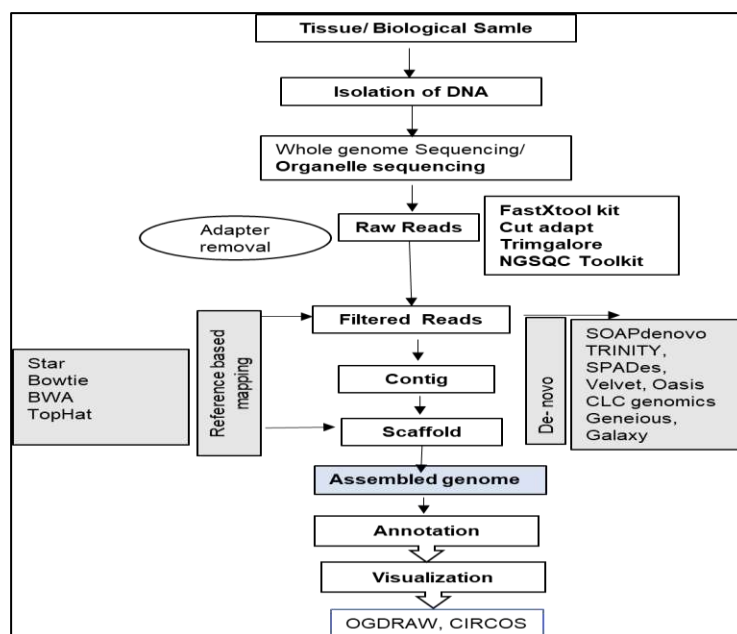 Tissue/ Biological Samle
Isolation of DNA
Whole genome Sequencing/
Organelle sequencing
Adapter
removal
Raw Reads
FastXtool kit
Cut adapt
Trimgalore
NGSQC Toolkit
Filtered Reads
Star
Bowtie
BWA
TopHat
Reference based
mapping
Contig
Scaffold
De- novo
SOAPdenovo
TRINITY,
SPADes,
Velvet, Oasis
CLC genomics
Geneious,
Galaxy
Assembled genome
Annotation
Visualization
OGDRAW, CIRCOS